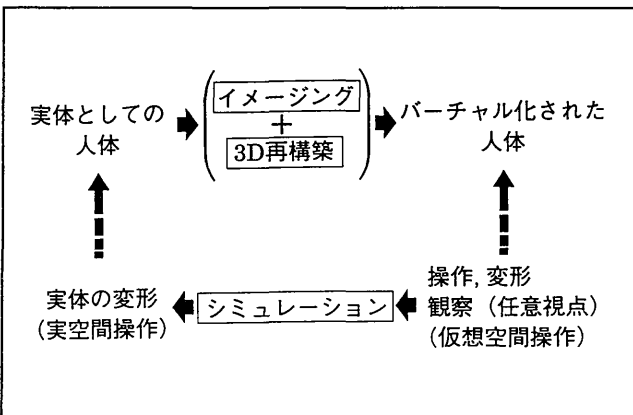 実体としての
人体
イメージング
+
3D再構築
バーチャル化された
人体
実体の変形
(実空間操作)
シミュレーション
操作, 変形
観察 (任意視点)
(仮想空間操作)